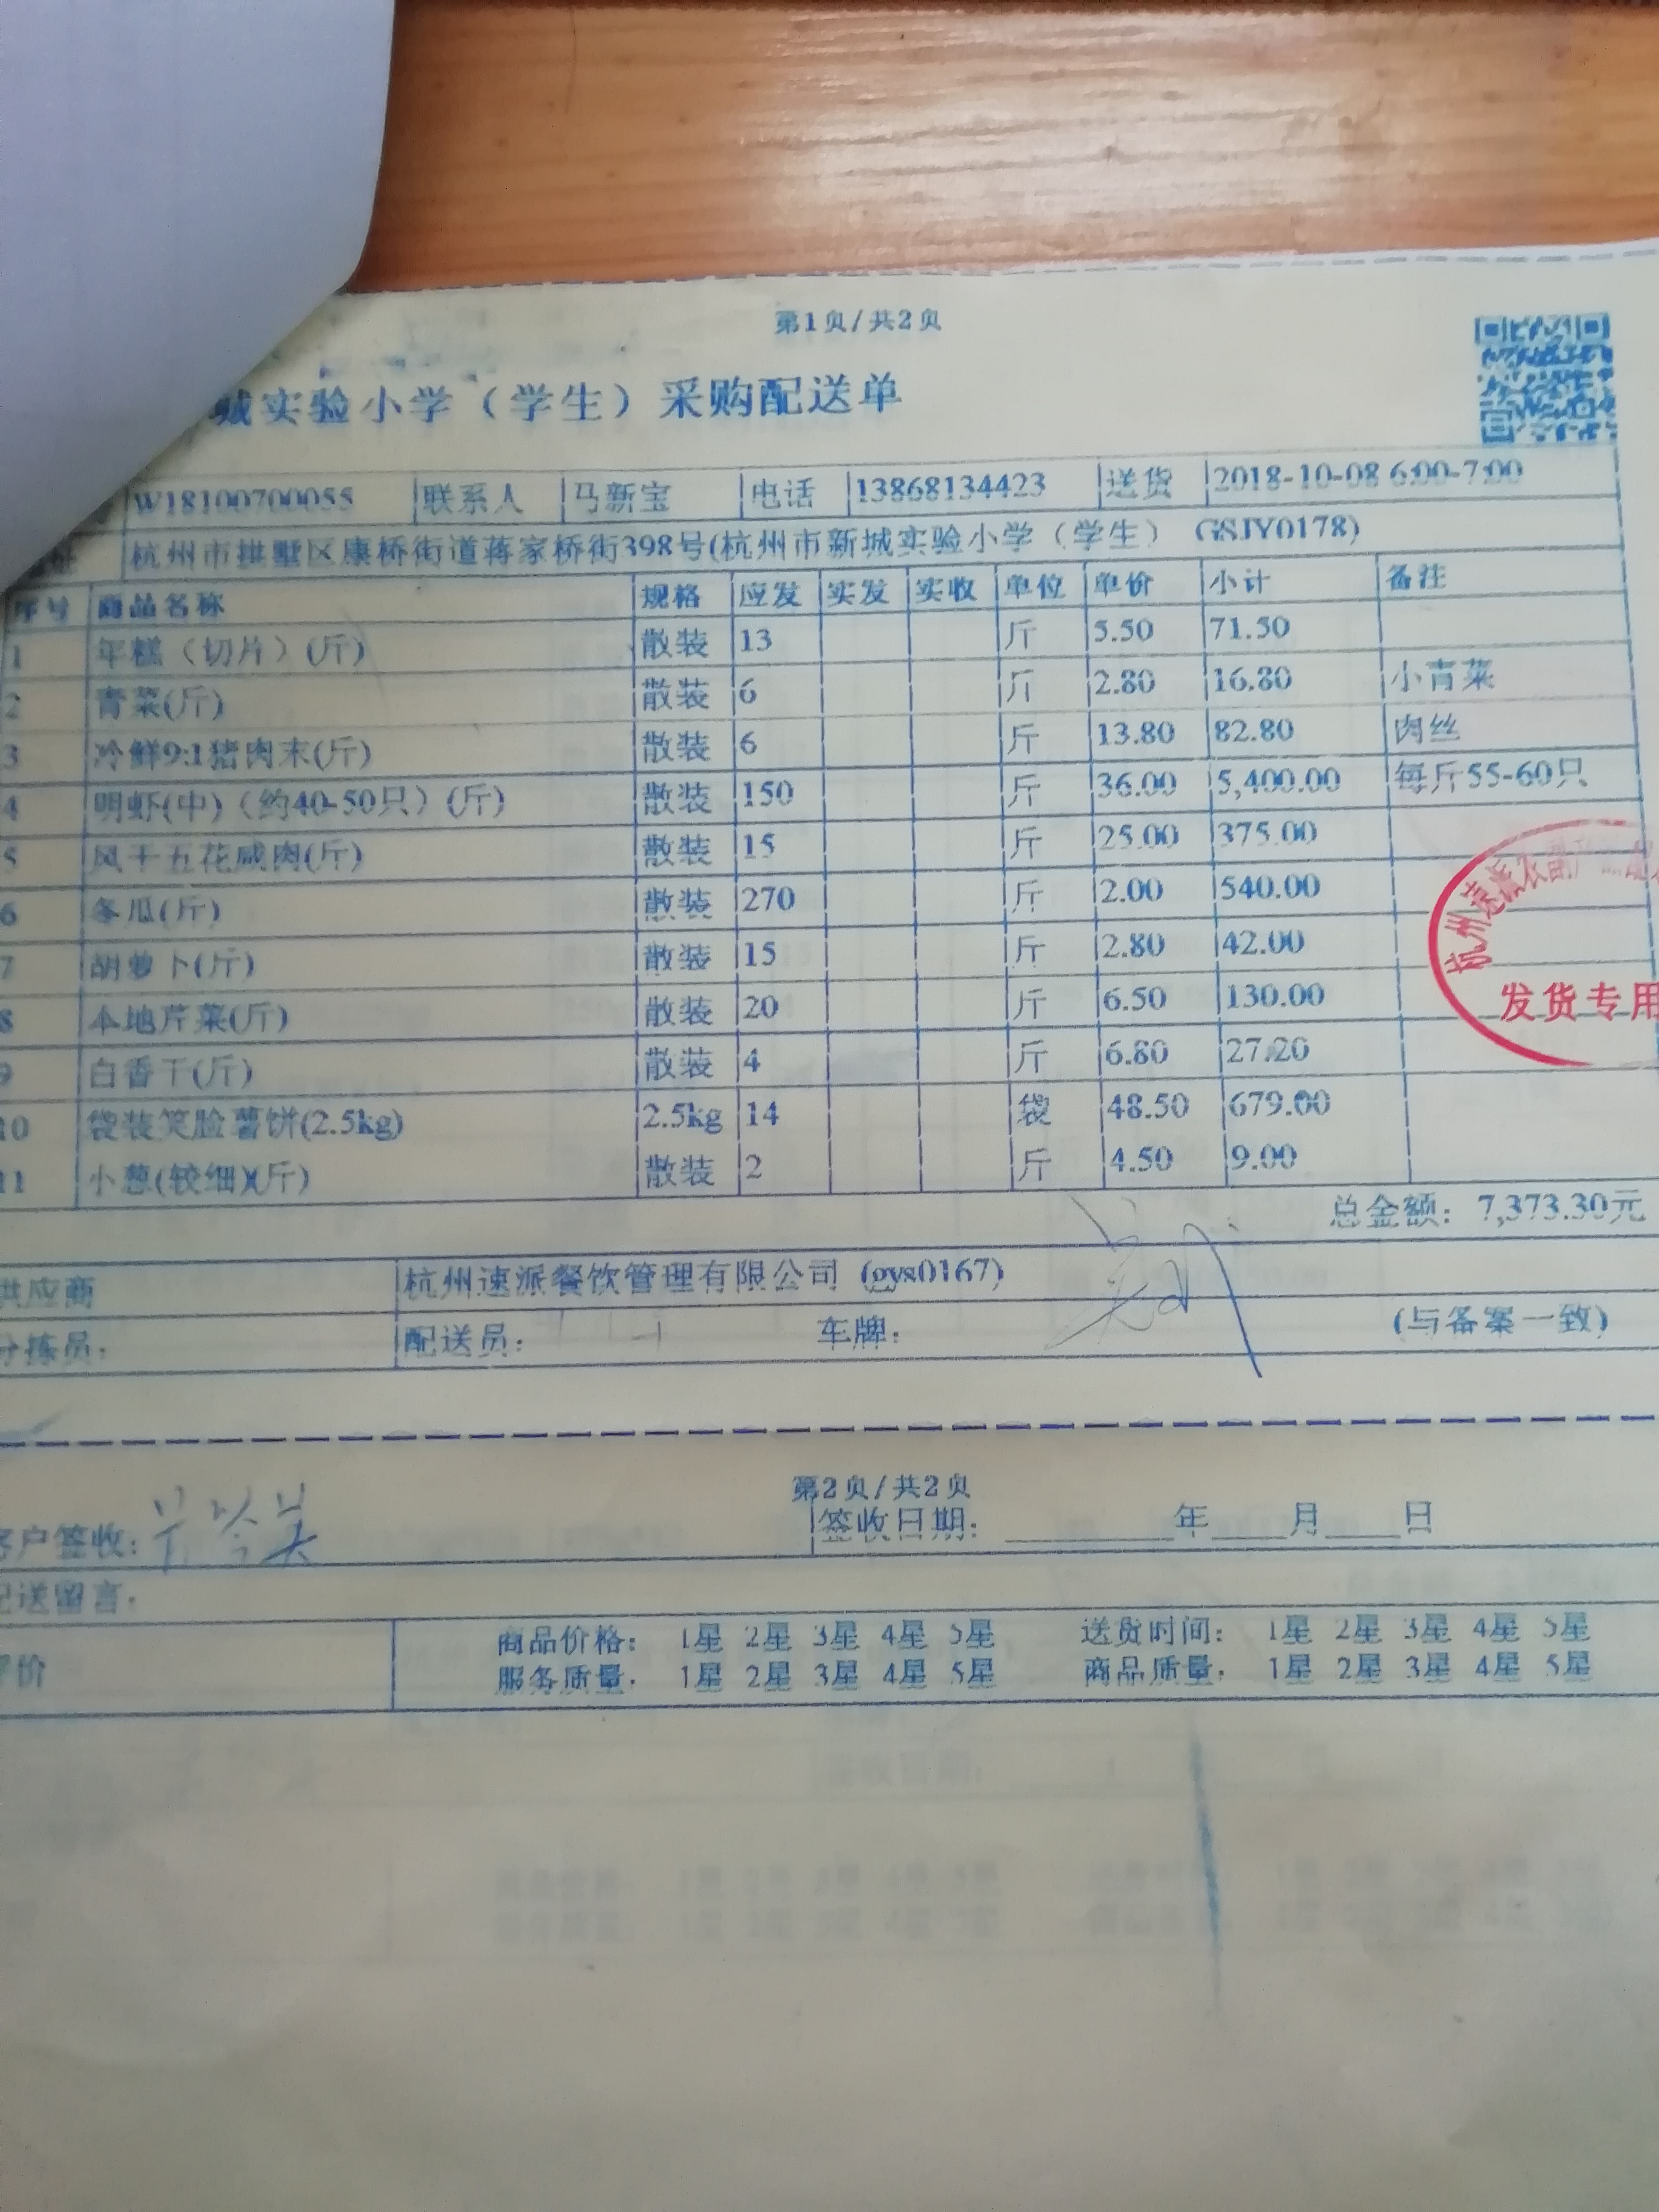 第1页/共2页
城实验小学（学生）采购配送单
W18100700055 联系人 马新宝 电话 13868134423 送货 2018-10-08 6:00-7:00
杭州市拱墅区康桥街道蒋家桥街398号(杭州市新城实验小学（学生） GSJY0178)
序号 商品名称 规格 应发 实发 实收 单位 单价 小计 备注
1 年糕（切片）(斤) 散装 13 斤 5.50 71.50
2 青菜(斤) 散装 6 斤 2.80 16.80 小青菜
3 冷鲜9:1猪肉末(斤) 散装 6 斤 13.80 82.80 肉丝
4 明虾(中)（约40-50只）(斤) 散装 150 斤 36.00 5,400.00 每斤55-60只
5 风干五花咸肉(斤) 散装 15 斤 25.00 375.00
6 冬瓜(斤) 散装 270 斤 2.00 540.00
7 胡萝卜(斤) 散装 15 斤 2.80 42.00
8 本地芹菜(斤) 散装 20 斤 6.50 130.00
9 白香干(斤) 散装 4 斤 6.80 27.20
10 袋装笑脸薯饼(2.5kg) 2.5kg 14 袋 48.50 679.00
11 小葱(较细)(斤) 散装 2 斤 4.50 9.00
杭州速派农副产品
发货专用
总金额：7,373.30元
供应商 杭州速派餐饮管理有限公司 (gys0167)
分拣员： 配送员： 车牌： (与备案一致)
第2页/共2页
客户签收： 签收日期： 年 月 日
配送留言：
评价 商品价格： 1星 2星 3星 4星 5星 送货时间： 1星 2星 3星 4星 5星
服务质量： 1星 2星 3星 4星 5星 商品质量： 1星 2星 3星 4星 5星